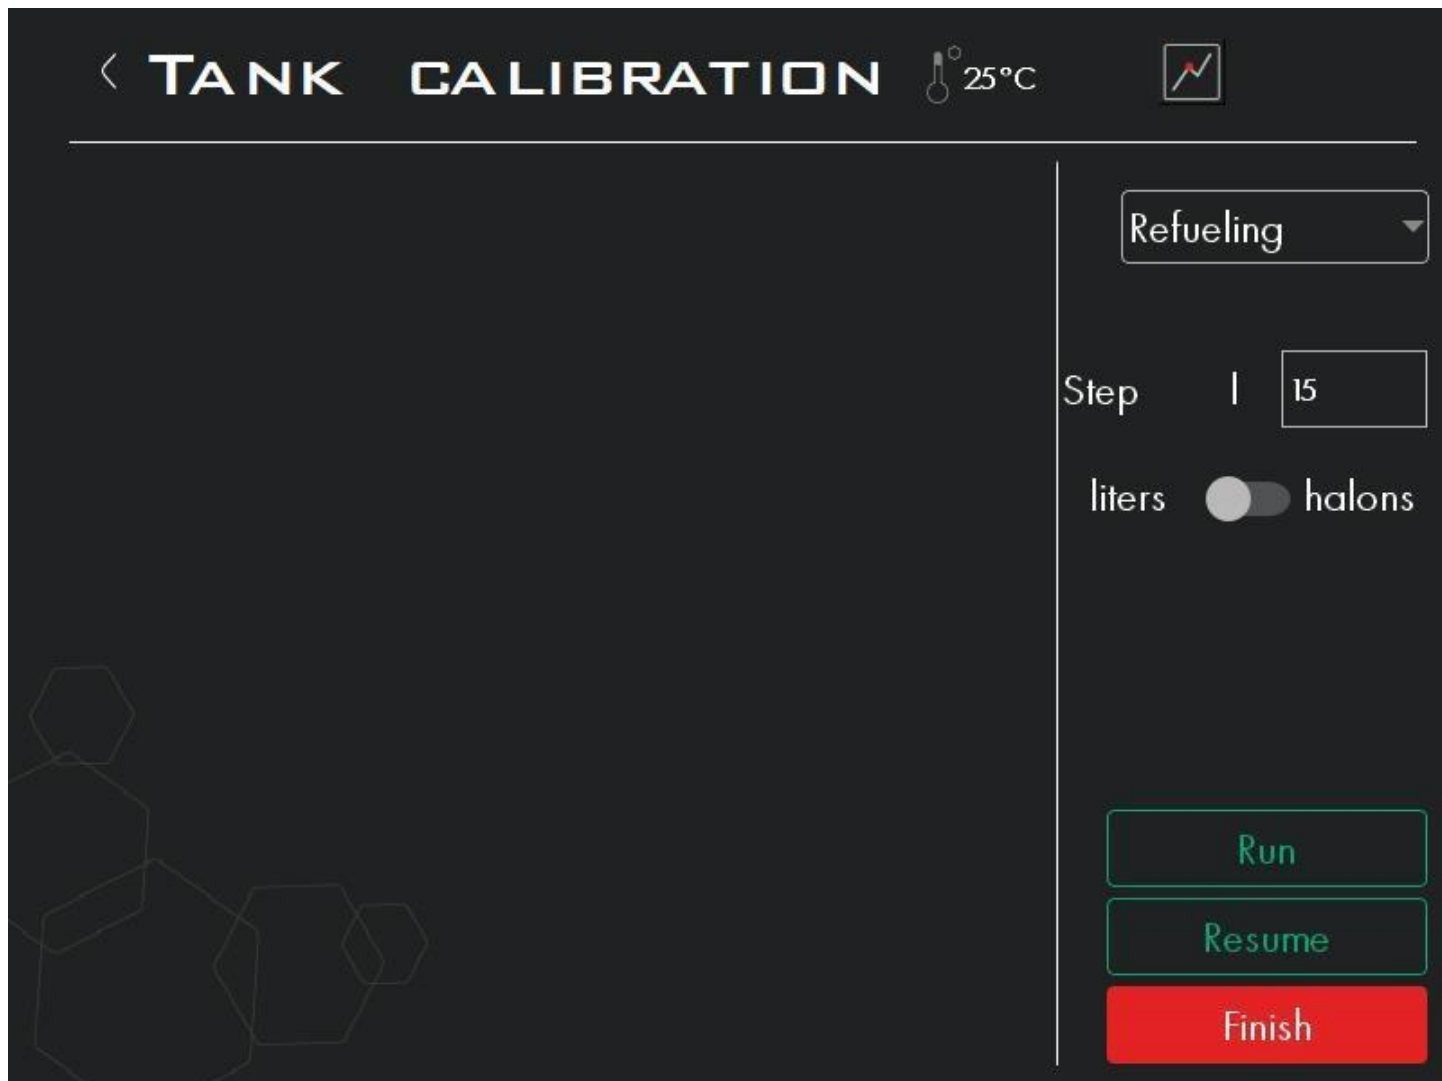 TANK CALIBRATION 25°C
Refueling
Step l 15
liters halons
Run
Resume
Finish